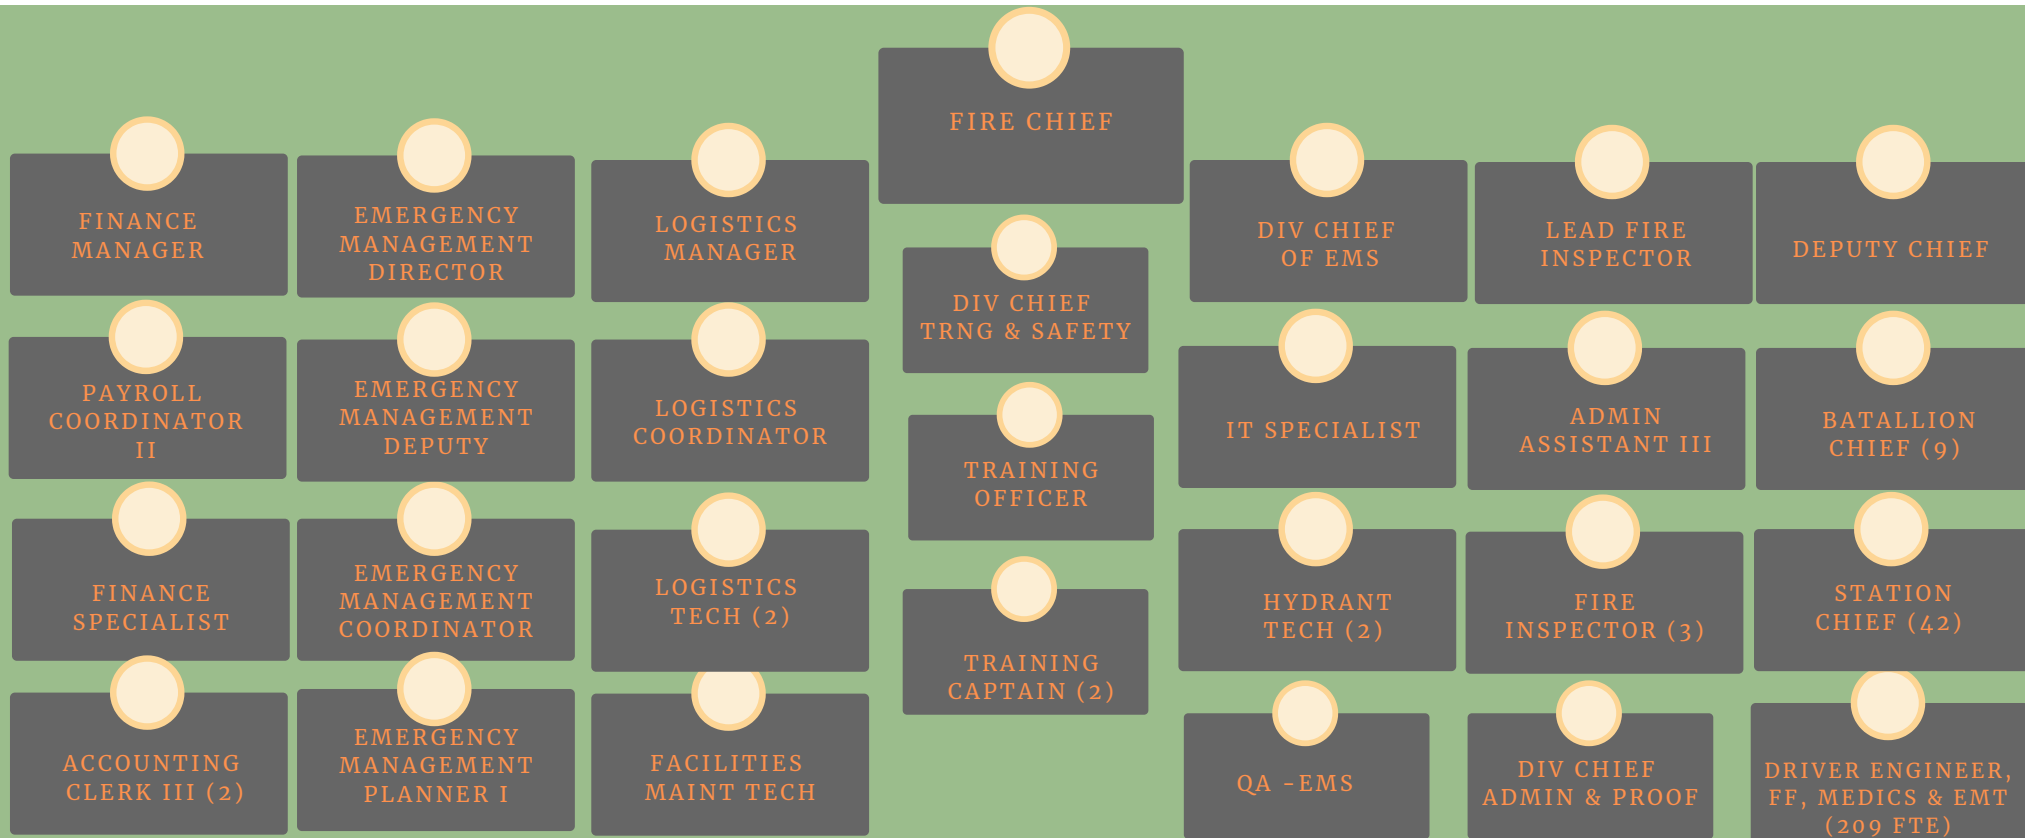 FIRE CHIEF
FINANCE
MANAGER
EMERGENCY
MANAGEMENT
DIRECTOR
LOGISTICS
MANAGER
DIV CHIEF
TRNG & SAFETY
DIV CHIEF
OF EMS
LEAD FIRE
INSPECTOR
DEPUTY CHIEF
PAYROLL
COORDINATOR
II
EMERGENCY
MANAGEMENT
DEPUTY
LOGISTICS
COORDINATOR
TRAINING
OFFICER
IT SPECIALIST
ADMIN
ASSISTANT III
BATALLION
CHIEF (9)
FINANCE
SPECIALIST
EMERGENCY
MANAGEMENT
COORDINATOR
LOGISTICS
TECH (2)
TRAINING
CAPTAIN (2)
HYDRANT
TECH (2)
FIRE
INSPECTOR (3)
STATION
CHIEF (42)
ACCOUNTING
CLERK III (2)
EMERGENCY
MANAGEMENT
PLANNER I
FACILITIES
MAINT TECH
QA -EMS
DIV CHIEF
ADMIN & PROOF
DRIVER ENGINEER,
FF, MEDICS & EMT
(209 FTE)